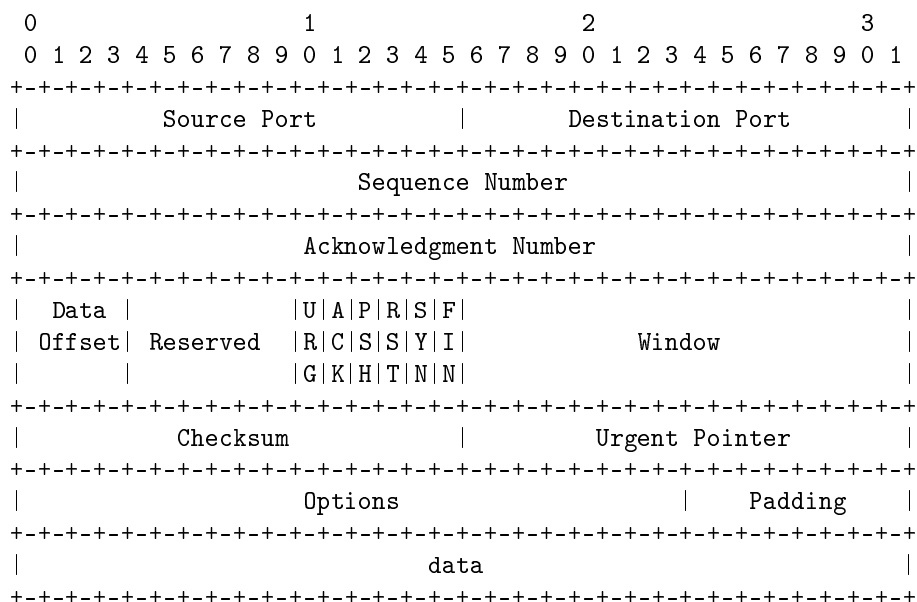 0                   1                   2                   3
 0 1 2 3 4 5 6 7 8 9 0 1 2 3 4 5 6 7 8 9 0 1 2 3 4 5 6 7 8 9 0 1
+-+-+-+-+-+-+-+-+-+-+-+-+-+-+-+-+-+-+-+-+-+-+-+-+-+-+-+-+-+-+-+-+
|          Source Port          |       Destination Port        |
+-+-+-+-+-+-+-+-+-+-+-+-+-+-+-+-+-+-+-+-+-+-+-+-+-+-+-+-+-+-+-+-+
|                        Sequence Number                        |
+-+-+-+-+-+-+-+-+-+-+-+-+-+-+-+-+-+-+-+-+-+-+-+-+-+-+-+-+-+-+-+-+
|                    Acknowledgment Number                      |
+-+-+-+-+-+-+-+-+-+-+-+-+-+-+-+-+-+-+-+-+-+-+-+-+-+-+-+-+-+-+-+-+
|  Data |           |U|A|P|R|S|F|                               |
| Offset| Reserved  |R|C|S|S|Y|I|            Window             |
|       |           |G|K|H|T|N|N|                               |
+-+-+-+-+-+-+-+-+-+-+-+-+-+-+-+-+-+-+-+-+-+-+-+-+-+-+-+-+-+-+-+-+
|           Checksum            |         Urgent Pointer        |
+-+-+-+-+-+-+-+-+-+-+-+-+-+-+-+-+-+-+-+-+-+-+-+-+-+-+-+-+-+-+-+-+
|                    Options                    |    Padding    |
+-+-+-+-+-+-+-+-+-+-+-+-+-+-+-+-+-+-+-+-+-+-+-+-+-+-+-+-+-+-+-+-+
|                             data                              |
+-+-+-+-+-+-+-+-+-+-+-+-+-+-+-+-+-+-+-+-+-+-+-+-+-+-+-+-+-+-+-+-+